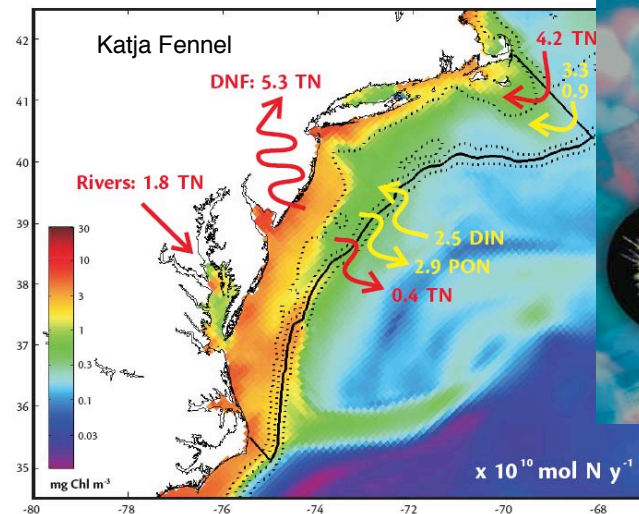 Katja Fennel
4.2 TN
3.3
0.9
DNF: 5.3 TN
Rivers: 1.8 TN
2.5 DIN
2.9 PON
0.4 TN
x 10¹⁰ mol N y⁻¹
30
10
3
1
0.3
0.1
0.03
mg Chl m⁻³
42
41
40
39
38
37
36
35
-80
-78
-76
-74
-72
-70
-68